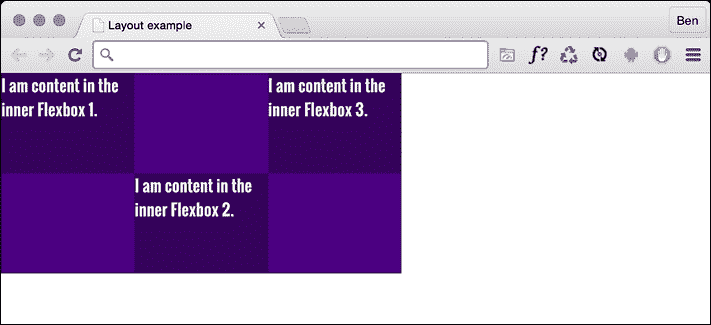 Layout example
Ben
f?
I am content in the
inner Flexbox 1.
I am content in the
inner Flexbox 3.
I am content in the
inner Flexbox 2.